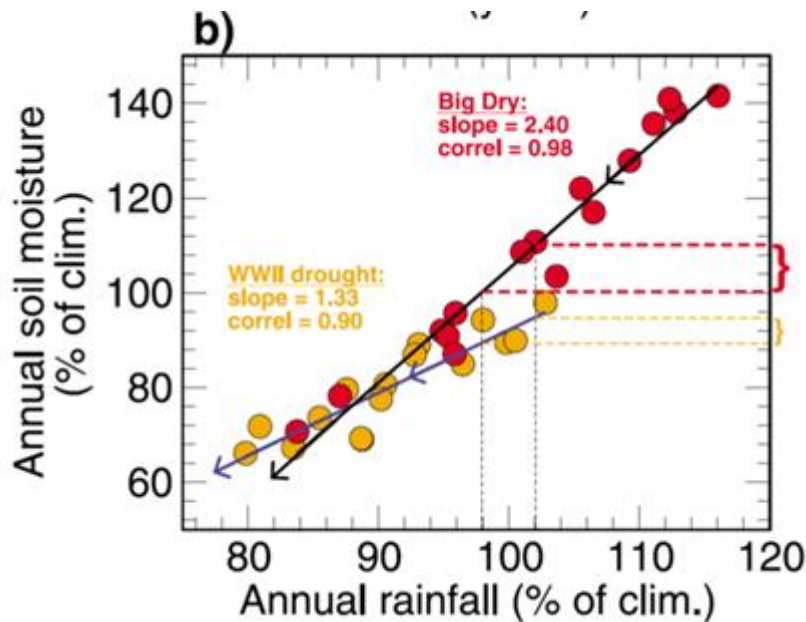 b)
Big Dry:
slope = 2.40
correl = 0.98
WWII drought:
slope = 1.33
correl = 0.90
Annual soil moisture
(% of clim.)
140
120
100
80
60
80 90 100 110 120
Annual rainfall (% of clim.)